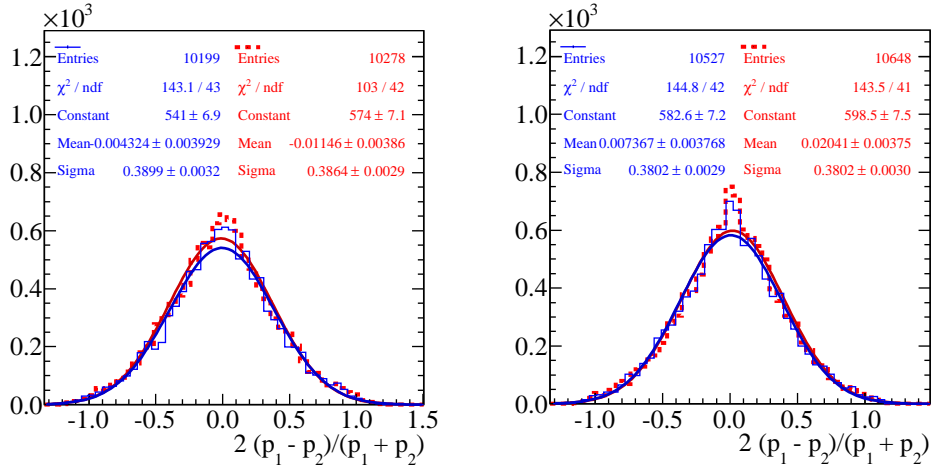 ×10³
Entries 10199 Entries 10278
χ² / ndf 143.1 / 43 χ² / ndf 103 / 42
Constant 541 ± 6.9 Constant 574 ± 7.1
Mean -0.004324 ± 0.003929 Mean -0.01146 ± 0.00386
Sigma 0.3899 ± 0.0032 Sigma 0.3864 ± 0.0029
1.2
1.0
0.8
0.6
0.4
0.2
0.0
-1.0 -0.5 0.0 0.5 1.0 1.5
2 (p₁ - p₂)/(p₁ + p₂)
×10³
Entries 10527 Entries 10648
χ² / ndf 144.8 / 42 χ² / ndf 143.5 / 41
Constant 582.6 ± 7.2 Constant 598.5 ± 7.5
Mean 0.007367 ± 0.003768 Mean 0.02041 ± 0.00375
Sigma 0.3802 ± 0.0029 Sigma 0.3802 ± 0.0030
1.2
1.0
0.8
0.6
0.4
0.2
0.0
-1.0 -0.5 0.0 0.5 1.0
2 (p₁ - p₂)/(p₁ + p₂)